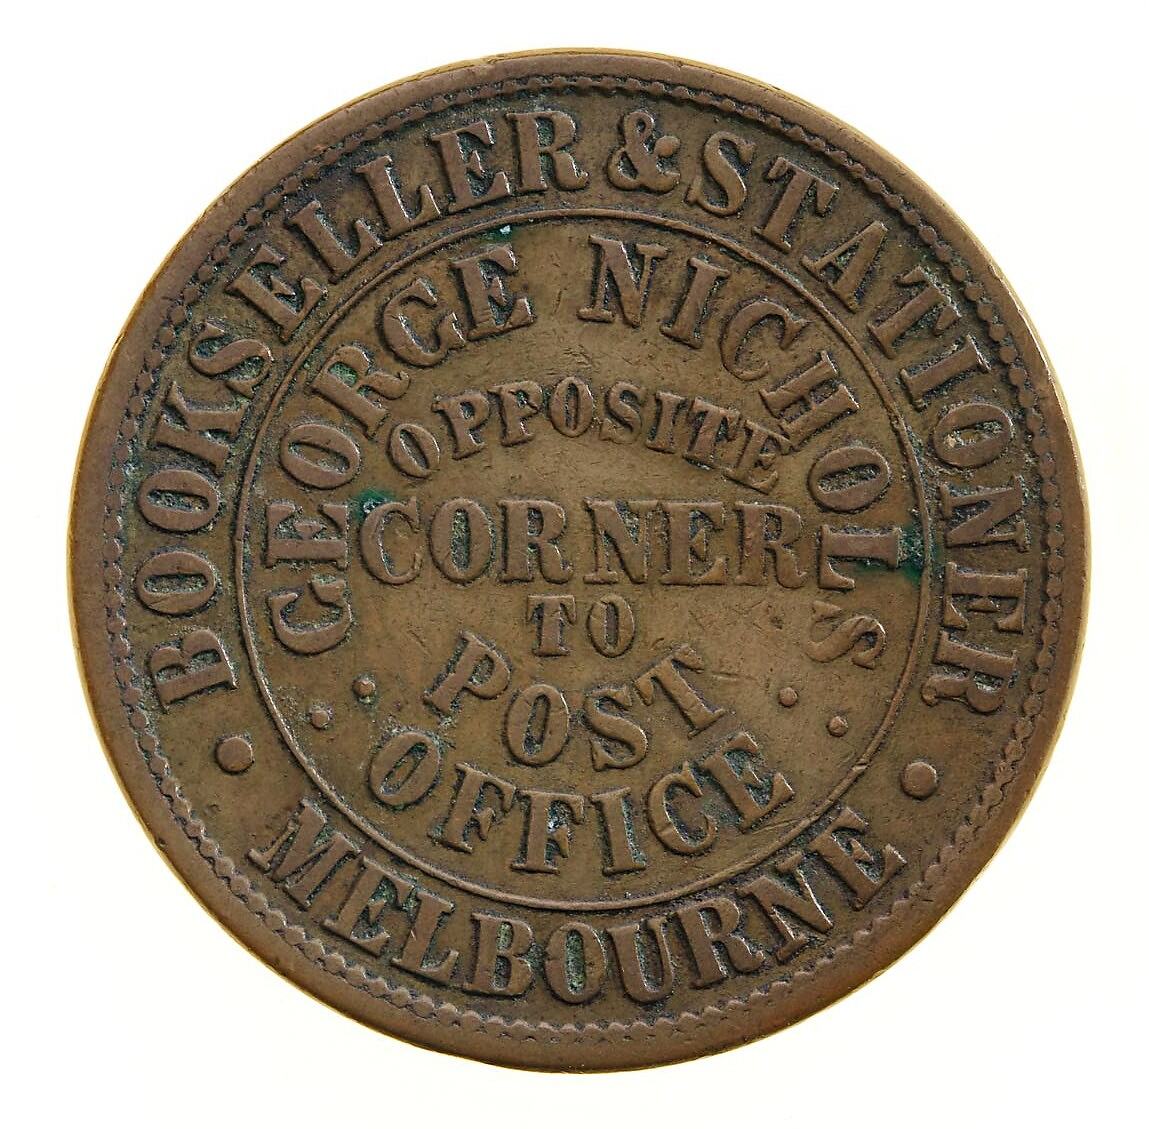 BOOKSELLER & STATIONER
MELBOURNE
GEORGE NICHOLS
OPPOSITE
CORNER
TO
POST
OFFICE